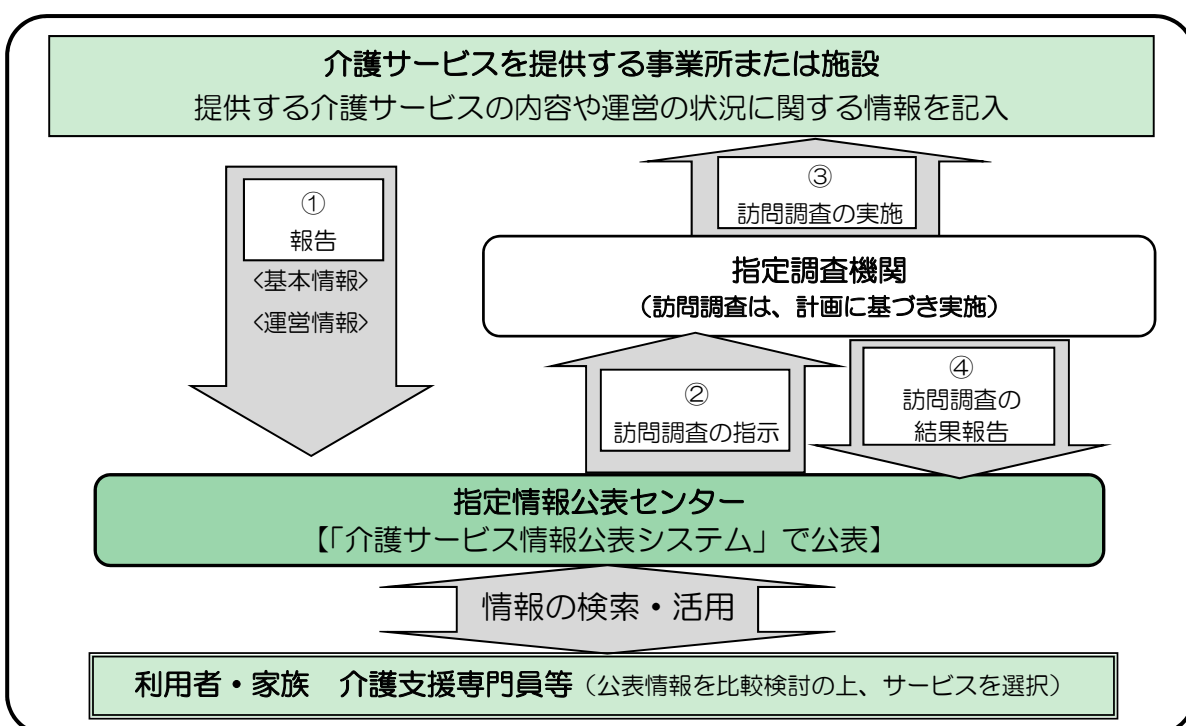 介護サービスを提供する事業所または施設
提供する介護サービスの内容や運営の状況に関する情報を記入
①
報告
<基本情報>
<運営情報>
③
訪問調査の実施
指定調査機関
（訪問調査は、計画に基づき実施）
②
訪問調査の指示
④
訪問調査の
結果報告
指定情報公表センター
【「介護サービス情報公表システム」で公表】
情報の検索・活用
利用者・家族　介護支援専門員等（公表情報を比較検討の上、サービスを選択）